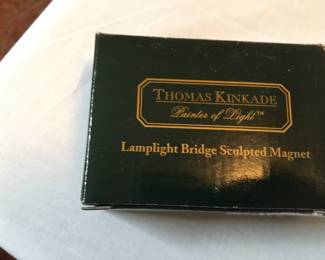 THOMAS KINKADE
Painter of Light™
Lamplight Bridge Sculpted Magnet